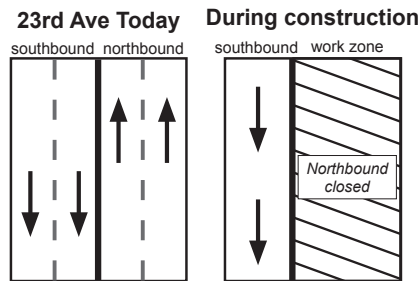 23rd Ave Today
southbound northbound
During construction
southbound work zone
Northbound
closed